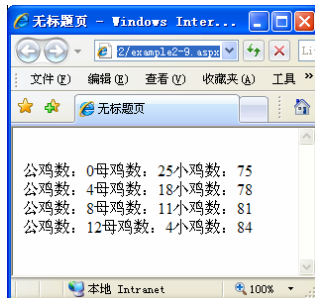 无标题页 - Windows Inter...
2/example2-9.aspx
文件(F) 编辑(E) 查看(V) 收藏夹(A) 工具 »
无标题页
公鸡数：0母鸡数：25小鸡数：75
公鸡数：4母鸡数：18小鸡数：78
公鸡数：8母鸡数：11小鸡数：81
公鸡数：12母鸡数：4小鸡数：84
本地 Intranet 100%